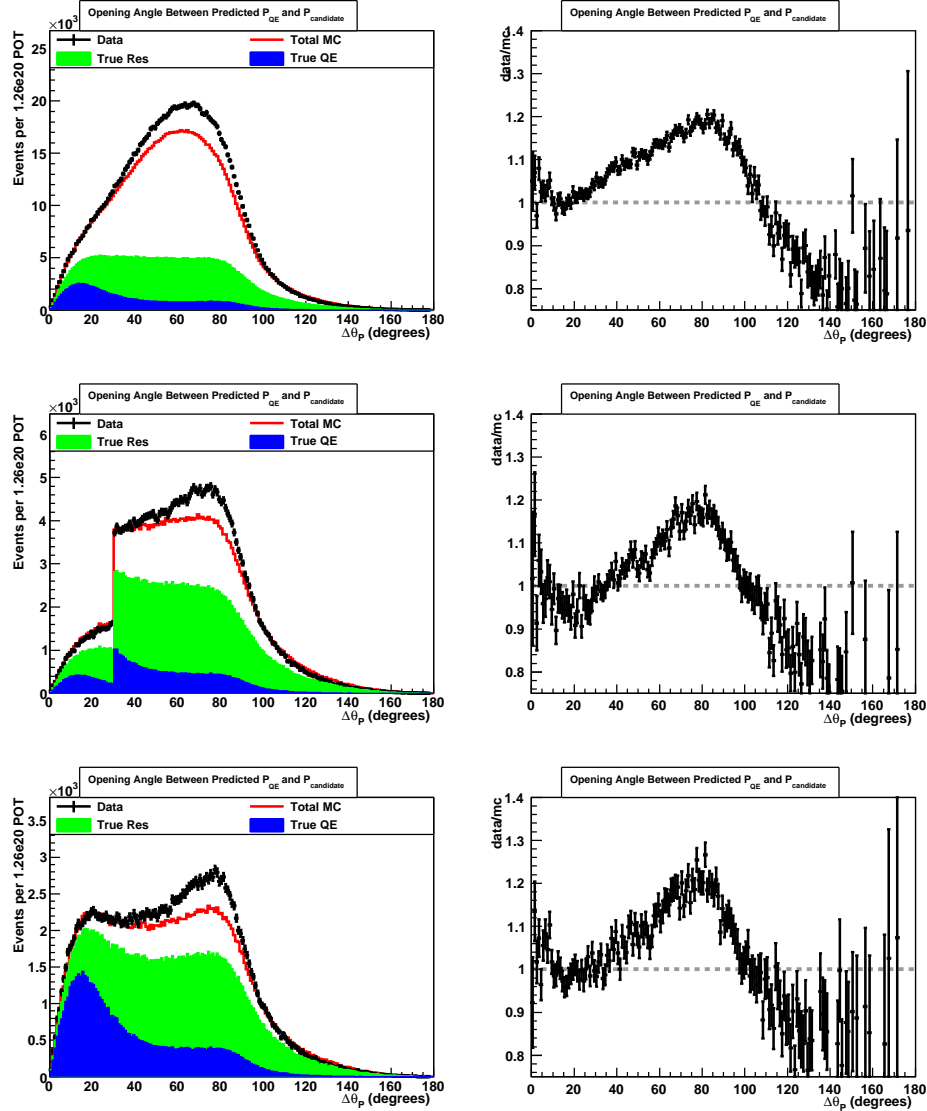 Opening Angle Between Predicted P_QE and P_candidate
×10³
Data
Total MC
True Res
True QE
Events per 1.26e20 POT
25
20
15
10
5
0
0 20 40 60 80 100 120 140 160 180
Δθ_P (degrees)
Opening Angle Between Predicted P_QE and P_candidate
data/mc
1.4
1.3
1.2
1.1
1
0.9
0.8
0 20 40 60 80 100 120 140 160 180
Δθ_P (degrees)
Opening Angle Between Predicted P_QE and P_candidate
×10³
Data
Total MC
True Res
True QE
Events per 1.26e20 POT
6
5
4
3
2
1
0
0 20 40 60 80 100 120 140 160 180
Δθ_P (degrees)
Opening Angle Between Predicted P_QE and P_candidate
data/mc
1.4
1.3
1.2
1.1
1
0.9
0.8
0 20 40 60 80 100 120 140 160 180
Δθ_P (degrees)
Opening Angle Between Predicted P_QE and P_candidate
×10³
Data
Total MC
True Res
True QE
Events per 1.26e20 POT
3.5
3
2.5
2
1.5
1
0.5
0
0 20 40 60 80 100 120 140 160 180
Δθ_P (degrees)
Opening Angle Between Predicted P_QE and P_candidate
data/mc
1.4
1.3
1.2
1.1
1
0.9
0.8
0 20 40 60 80 100 120 140 160 180
Δθ_P (degrees)